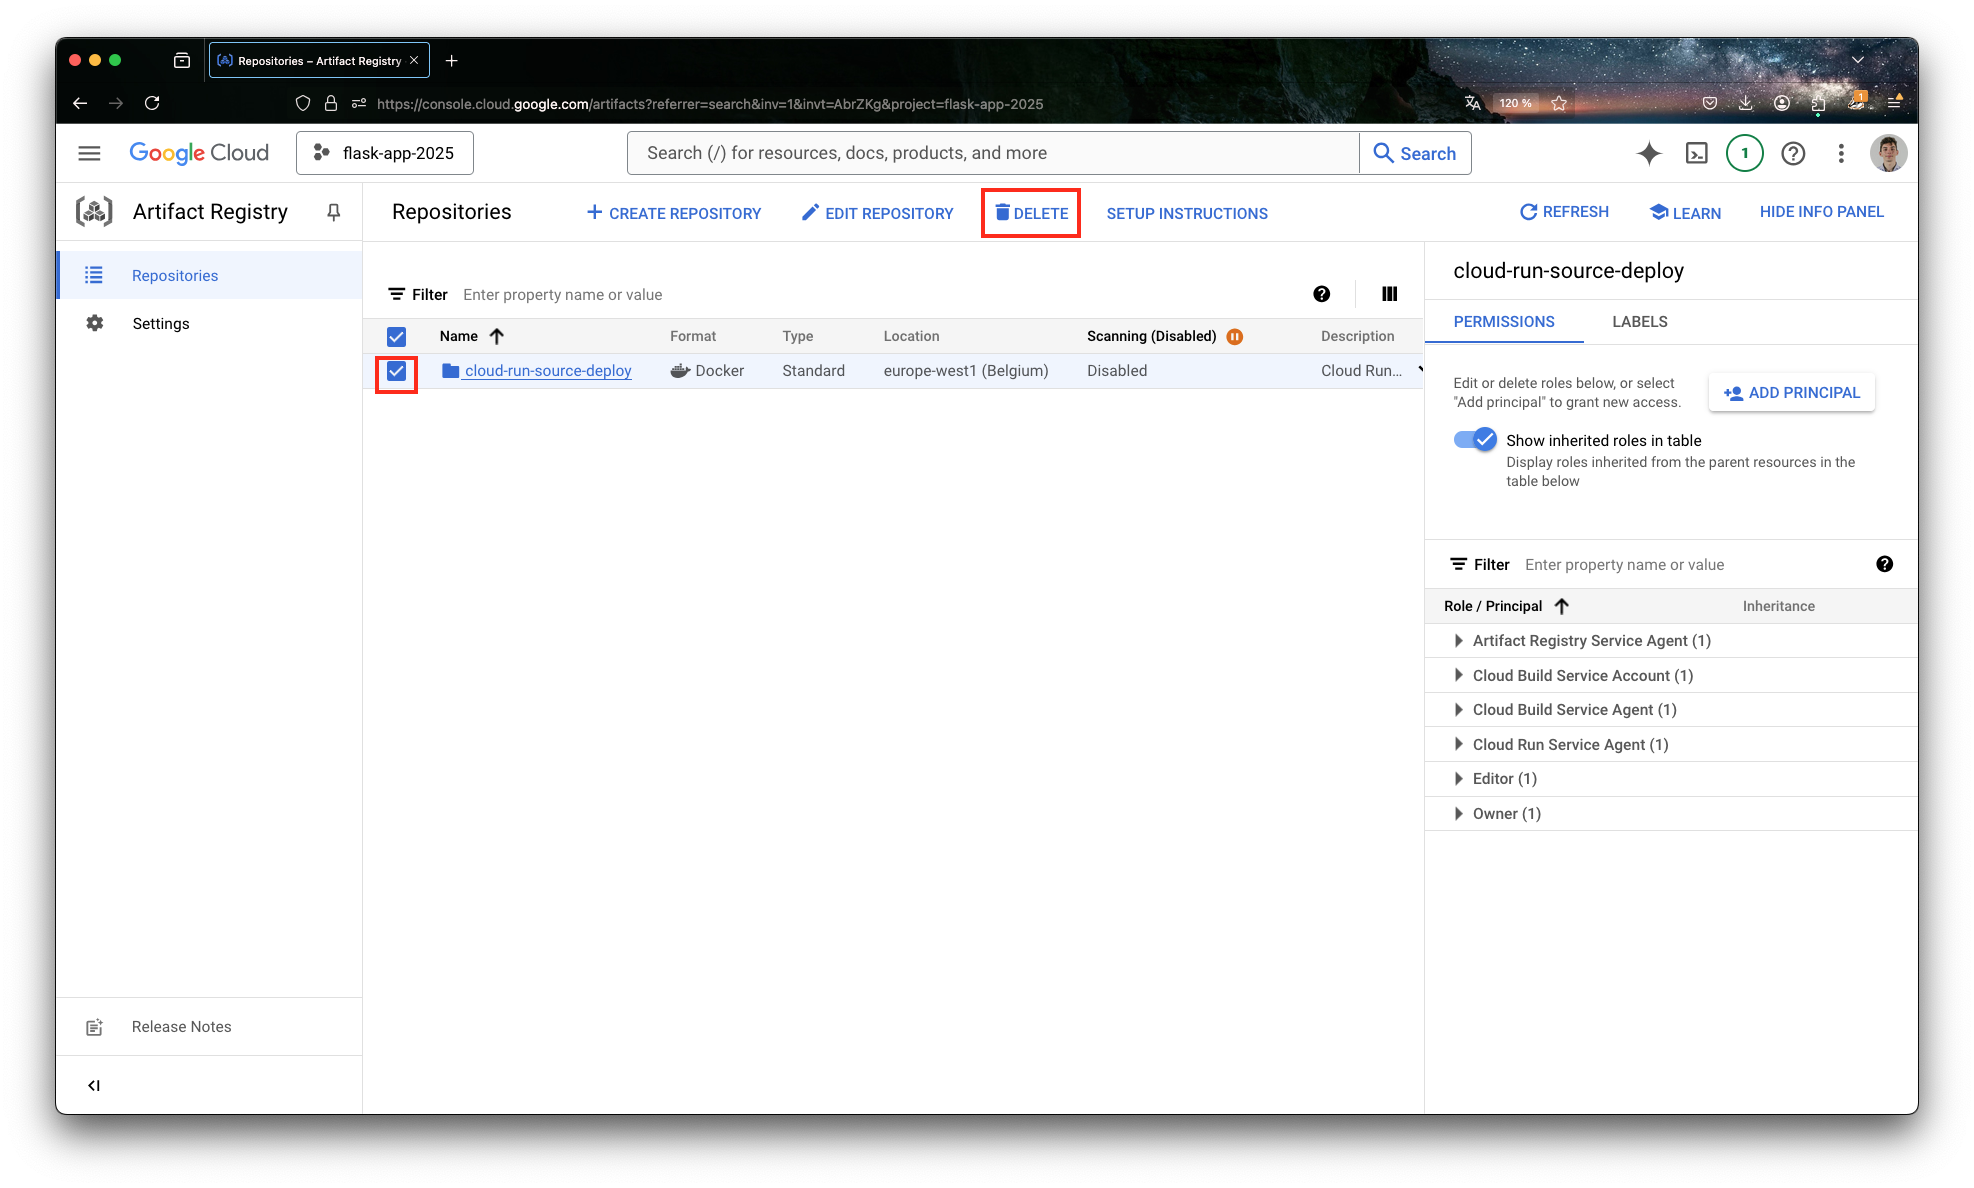 Repositories – Artifact Registry
https://console.cloud.google.com/artifacts?referrer=search&inv=1&invt=AbrZKg&project=flask-app-2025
120 %
1
Google Cloud
flask-app-2025
Search (/) for resources, docs, products, and more
Search
1
Artifact Registry
Repositories
CREATE REPOSITORY
EDIT REPOSITORY
DELETE
SETUP INSTRUCTIONS
REFRESH
LEARN
HIDE INFO PANEL
Repositories
Settings
Release Notes
Filter Enter property name or value
Name Format Type Location Scanning (Disabled) Description
cloud-run-source-deploy Docker Standard europe-west1 (Belgium) Disabled Cloud Run...
cloud-run-source-deploy
PERMISSIONS LABELS
Edit or delete roles below, or select
"Add principal" to grant new access.
ADD PRINCIPAL
Show inherited roles in table
Display roles inherited from the parent resources in the
table below
Filter Enter property name or value
Role / Principal Inheritance
Artifact Registry Service Agent (1)
Cloud Build Service Account (1)
Cloud Build Service Agent (1)
Cloud Run Service Agent (1)
Editor (1)
Owner (1)